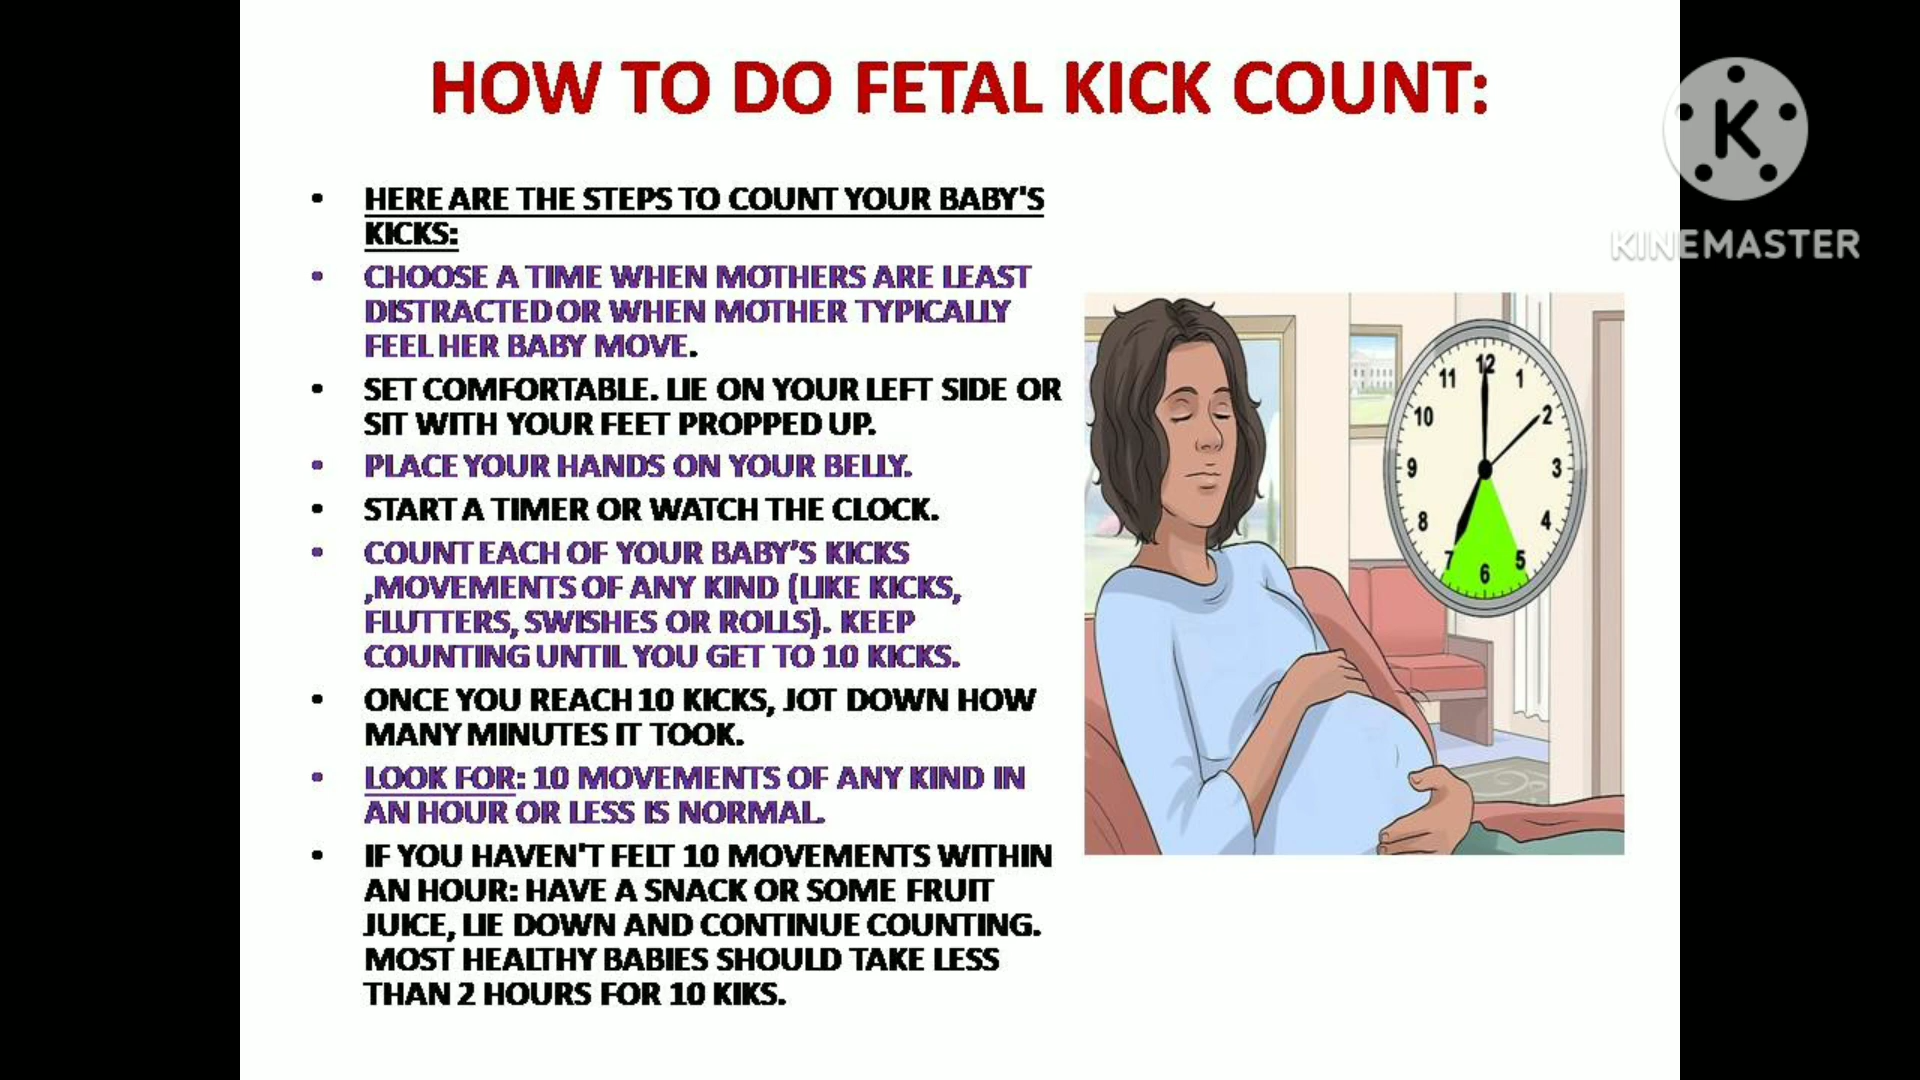 HOW TO DO FETAL KICK COUNT:
K
KINEMASTER
• HERE ARE THE STEPS TO COUNT YOUR BABY'S
KICKS:
• CHOOSE A TIME WHEN MOTHERS ARE LEAST
DISTRACTED OR WHEN MOTHER TYPICALLY
FEEL HER BABY MOVE.
• SET COMFORTABLE. LIE ON YOUR LEFT SIDE OR
SIT WITH YOUR FEET PROPPED UP.
• PLACE YOUR HANDS ON YOUR BELLY.
• START A TIMER OR WATCH THE CLOCK.
• COUNT EACH OF YOUR BABY’S KICKS
,MOVEMENTS OF ANY KIND (LIKE KICKS,
FLUTTERS, SWISHES OR ROLLS). KEEP
COUNTING UNTIL YOU GET TO 10 KICKS.
• ONCE YOU REACH 10 KICKS, JOT DOWN HOW
MANY MINUTES IT TOOK.
• LOOK FOR: 10 MOVEMENTS OF ANY KIND IN
AN HOUR OR LESS IS NORMAL.
• IF YOU HAVEN'T FELT 10 MOVEMENTS WITHIN
AN HOUR: HAVE A SNACK OR SOME FRUIT
JUICE, LIE DOWN AND CONTINUE COUNTING.
MOST HEALTHY BABIES SHOULD TAKE LESS
THAN 2 HOURS FOR 10 KIKS.
12
11 1
10 2
9 3
8 4
7 5
6